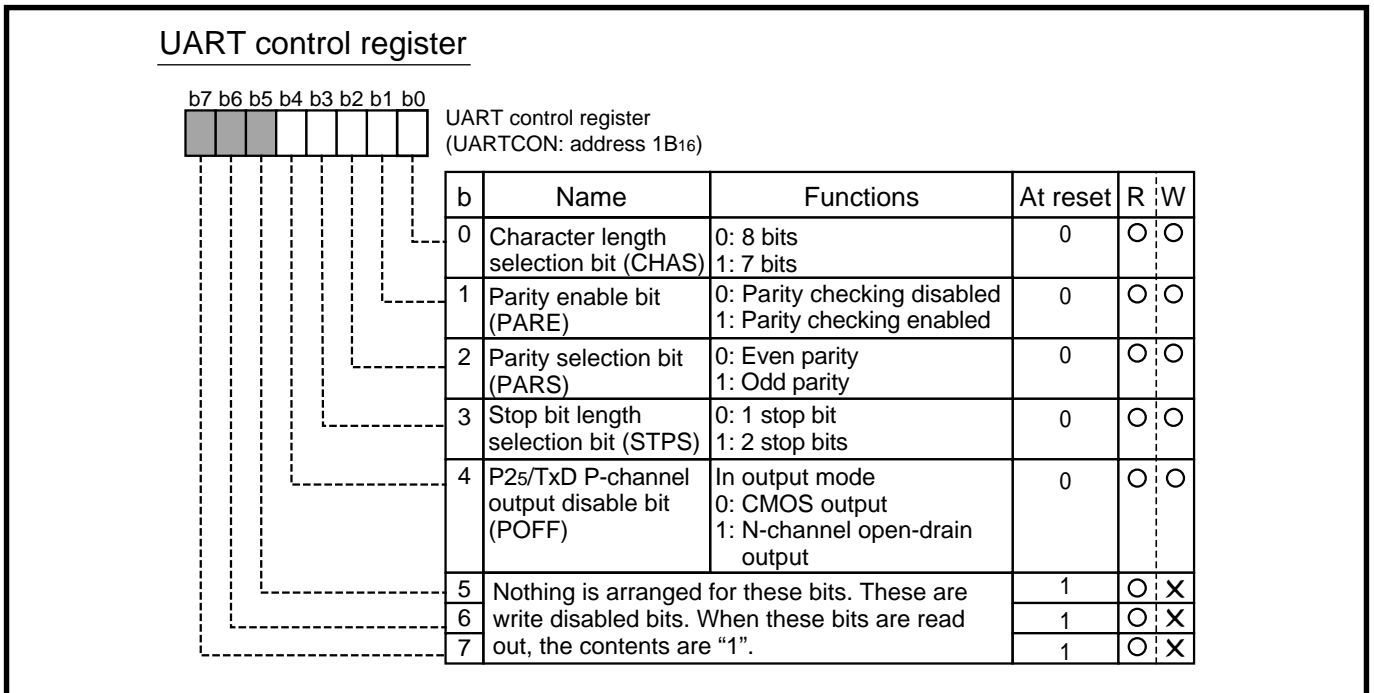 UART control register
b7 b6 b5 b4 b3 b2 b1 b0
UART control register
(UARTCON: address 1B16)
b Name Functions At reset R W
0 Character length selection bit (CHAS) 0: 8 bits 1: 7 bits 0 O O
1 Parity enable bit (PARE) 0: Parity checking disabled 1: Parity checking enabled 0 O O
2 Parity selection bit (PARS) 0: Even parity 1: Odd parity 0 O O
3 Stop bit length selection bit (STPS) 0: 1 stop bit 1: 2 stop bits 0 O O
4 P25/TxD P-channel output disable bit (POFF) In output mode 0: CMOS output 1: N-channel open-drain output 0 O O
5 Nothing is arranged for these bits. These are 1 O X
6 write disabled bits. When these bits are read 1 O X
7 out, the contents are “1”. 1 O X